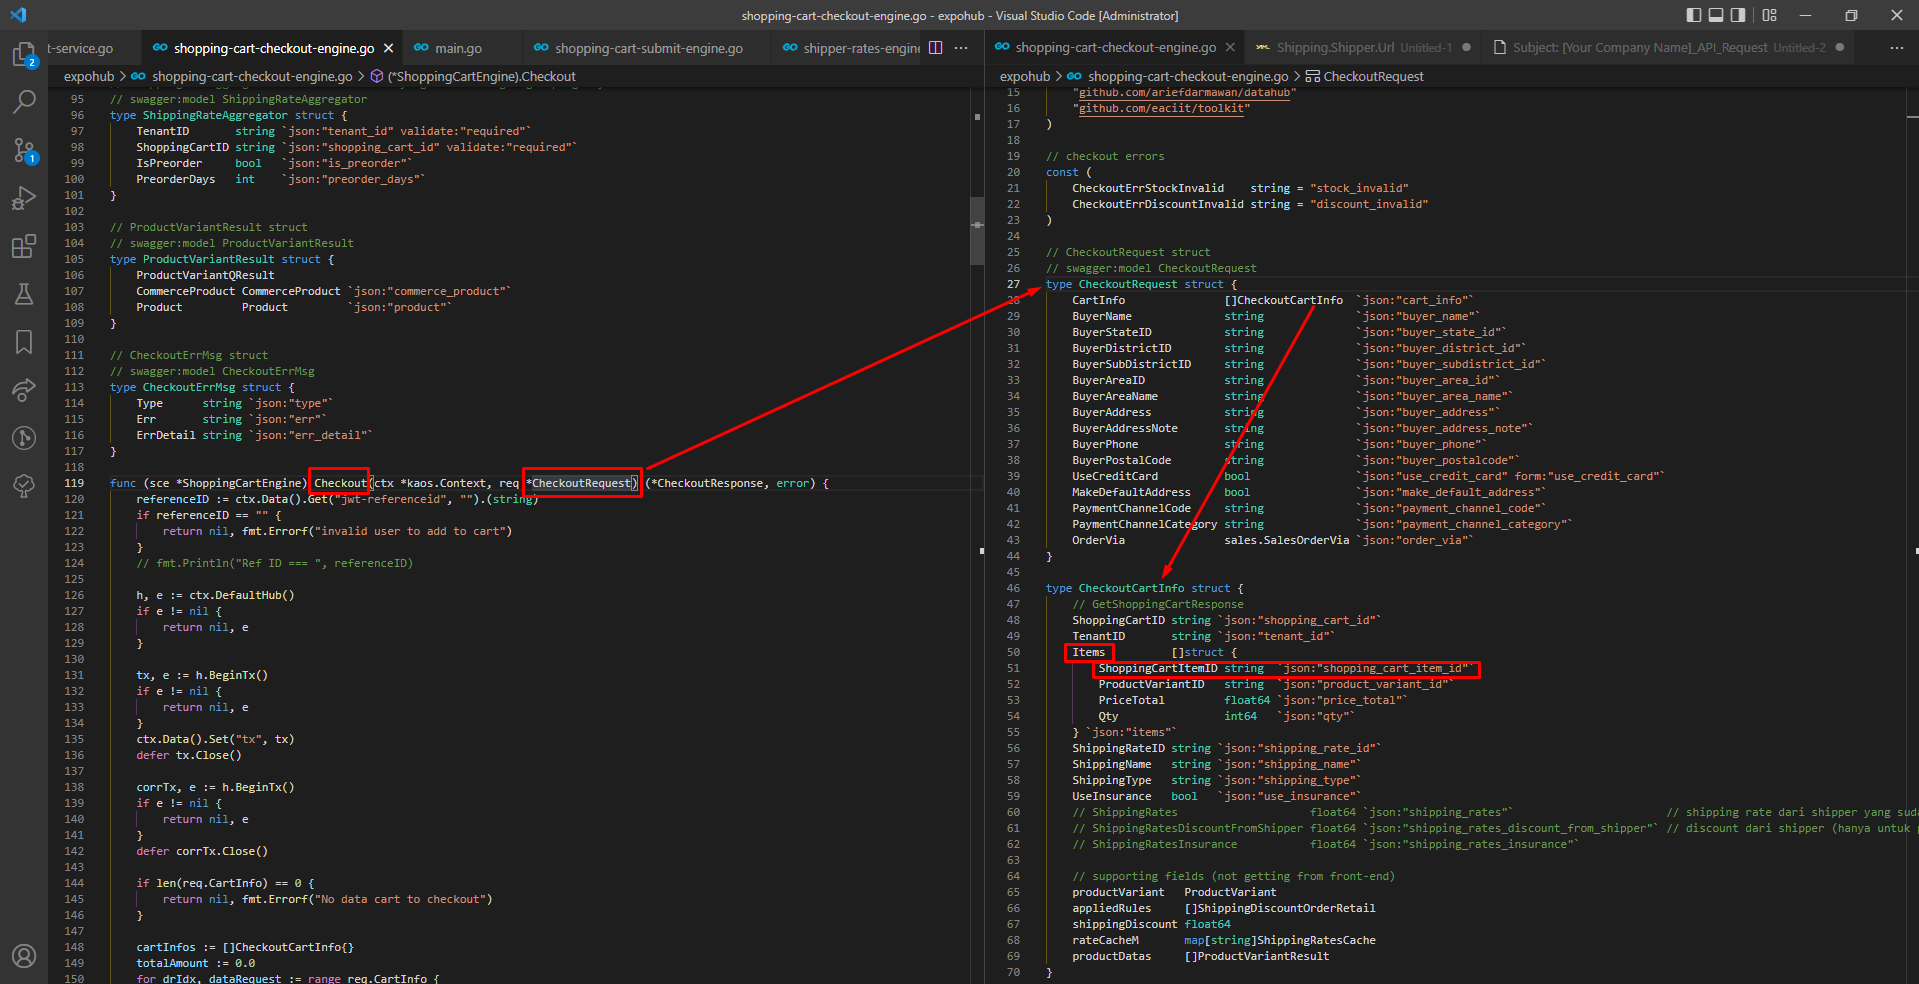 shopping-cart-checkout-engine.go - expohub - Visual Studio Code [Administrator]
t-service.go
shopping-cart-checkout-engine.go
main.go
shopping-cart-submit-engine.go
shipper-rates-engine
expohub > shopping-cart-checkout-engine.go > (*ShoppingCartEngine).Checkout
2
1
95 // swagger:model ShippingRateAggregator
96 type ShippingRateAggregator struct {
97 TenantID string `json:"tenant_id" validate:"required"`
98 ShoppingCartID string `json:"shopping_cart_id" validate:"required"`
99 IsPreorder bool `json:"is_preorder"`
100 PreorderDays int `json:"preorder_days"`
101 }
102
103 // ProductVariantResult struct
104 // swagger:model ProductVariantResult
105 type ProductVariantResult struct {
106 ProductVariantQResult
107 CommerceProduct CommerceProduct `json:"commerce_product"`
108 Product Product `json:"product"`
109 }
110
111 // CheckoutErrMsg struct
112 // swagger:model CheckoutErrMsg
113 type CheckoutErrMsg struct {
114 Type string `json:"type"`
115 Err string `json:"err"`
116 ErrDetail string `json:"err_detail"`
117 }
118
119 func (sce *ShoppingCartEngine) Checkout(ctx *kaos.Context, req *CheckoutRequest) (*CheckoutResponse, error) {
120 referenceID := ctx.Data().Get("jwt-referenceid", "").(string)
121 if referenceID == "" {
122 return nil, fmt.Errorf("invalid user to add to cart")
123 }
124 // fmt.Println("Ref ID === ", referenceID)
125
126 h, e := ctx.DefaultHub()
127 if e != nil {
128 return nil, e
129 }
130
131 tx, e := h.BeginTx()
132 if e != nil {
133 return nil, e
134 }
135 ctx.Data().Set("tx", tx)
136 defer tx.Close()
137
138 corrTx, e := h.BeginTx()
139 if e != nil {
140 return nil, e
141 }
142 defer corrTx.Close()
143
144 if len(req.CartInfo) == 0 {
145 return nil, fmt.Errorf("No data cart to checkout")
146 }
147
148 cartInfos := []CheckoutCartInfo{}
149 totalAmount := 0.0
150 for drIdx, dataRequest := range req.CartInfo {
shopping-cart-checkout-engine.go
Shipping.Shipper.Url Untitled-1
Subject: [Your Company Name]_API_Request Untitled-2
expohub > shopping-cart-checkout-engine.go > CheckoutRequest
15 "github.com/ariefdarmawan/datahub"
16 "github.com/eaciit/toolkit"
17 )
18
19 // checkout errors
20 const (
21 CheckoutErrStockInvalid string = "stock_invalid"
22 CheckoutErrDiscountInvalid string = "discount_invalid"
23 )
24
25 // CheckoutRequest struct
26 // swagger:model CheckoutRequest
27 type CheckoutRequest struct {
28 CartInfo []CheckoutCartInfo `json:"cart_info"`
29 BuyerName string `json:"buyer_name"`
30 BuyerStateID string `json:"buyer_state_id"`
31 BuyerDistrictID string `json:"buyer_district_id"`
32 BuyerSubDistrictID string `json:"buyer_subdistrict_id"`
33 BuyerAreaID string `json:"buyer_area_id"`
34 BuyerAreaName string `json:"buyer_area_name"`
35 BuyerAddress string `json:"buyer_address"`
36 BuyerAddressNote string `json:"buyer_address_note"`
37 BuyerPhone string `json:"buyer_phone"`
38 BuyerPostalCode string `json:"buyer_postalcode"`
39 UseCreditCard bool `json:"use_credit_card" form:"use_credit_card"`
40 MakeDefaultAddress bool `json:"make_default_address"`
41 PaymentChannelCode string `json:"payment_channel_code"`
42 PaymentChannelCategory string `json:"payment_channel_category"`
43 OrderVia sales.SalesOrderVia `json:"order_via"`
44 }
45
46 type CheckoutCartInfo struct {
47 // GetShoppingCartResponse
48 ShoppingCartID string `json:"shopping_cart_id"`
49 TenantID string `json:"tenant_id"`
50 Items []struct {
51 ShoppingCartItemID string `json:"shopping_cart_item_id"`
52 ProductVariantID string `json:"product_variant_id"`
53 PriceTotal float64 `json:"price_total"`
54 Qty int64 `json:"qty"`
55 } `json:"items"`
56 ShippingRateID string `json:"shipping_rate_id"`
57 ShippingName string `json:"shipping_name"`
58 ShippingType string `json:"shipping_type"`
59 UseInsurance bool `json:"use_insurance"`
60 // ShippingRates float64 `json:"shipping_rates"` // shipping rate dari shipper yang suda
61 // ShippingRatesDiscountFromShipper float64 `json:"shipping_rates_discount_from_shipper"` // discount dari shipper (hanya untuk
62 // ShippingRatesInsurance float64 `json:"shipping_rates_insurance"`
63
64 // supporting fields (not getting from front-end)
65 productVariant ProductVariant
66 appliedRules []ShippingDiscountOrderRetail
67 shippingDiscount float64
68 rateCacheM map[string]ShippingRatesCache
69 productDatas []ProductVariantResult
70 }